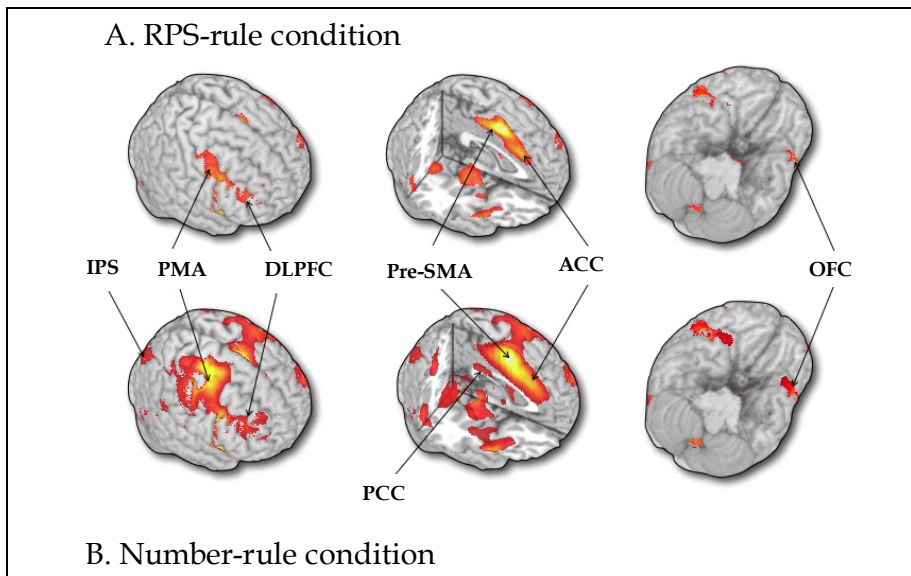 A. RPS-rule condition
IPS PMA DLPFC Pre-SMA ACC OFC
PCC
B. Number-rule condition